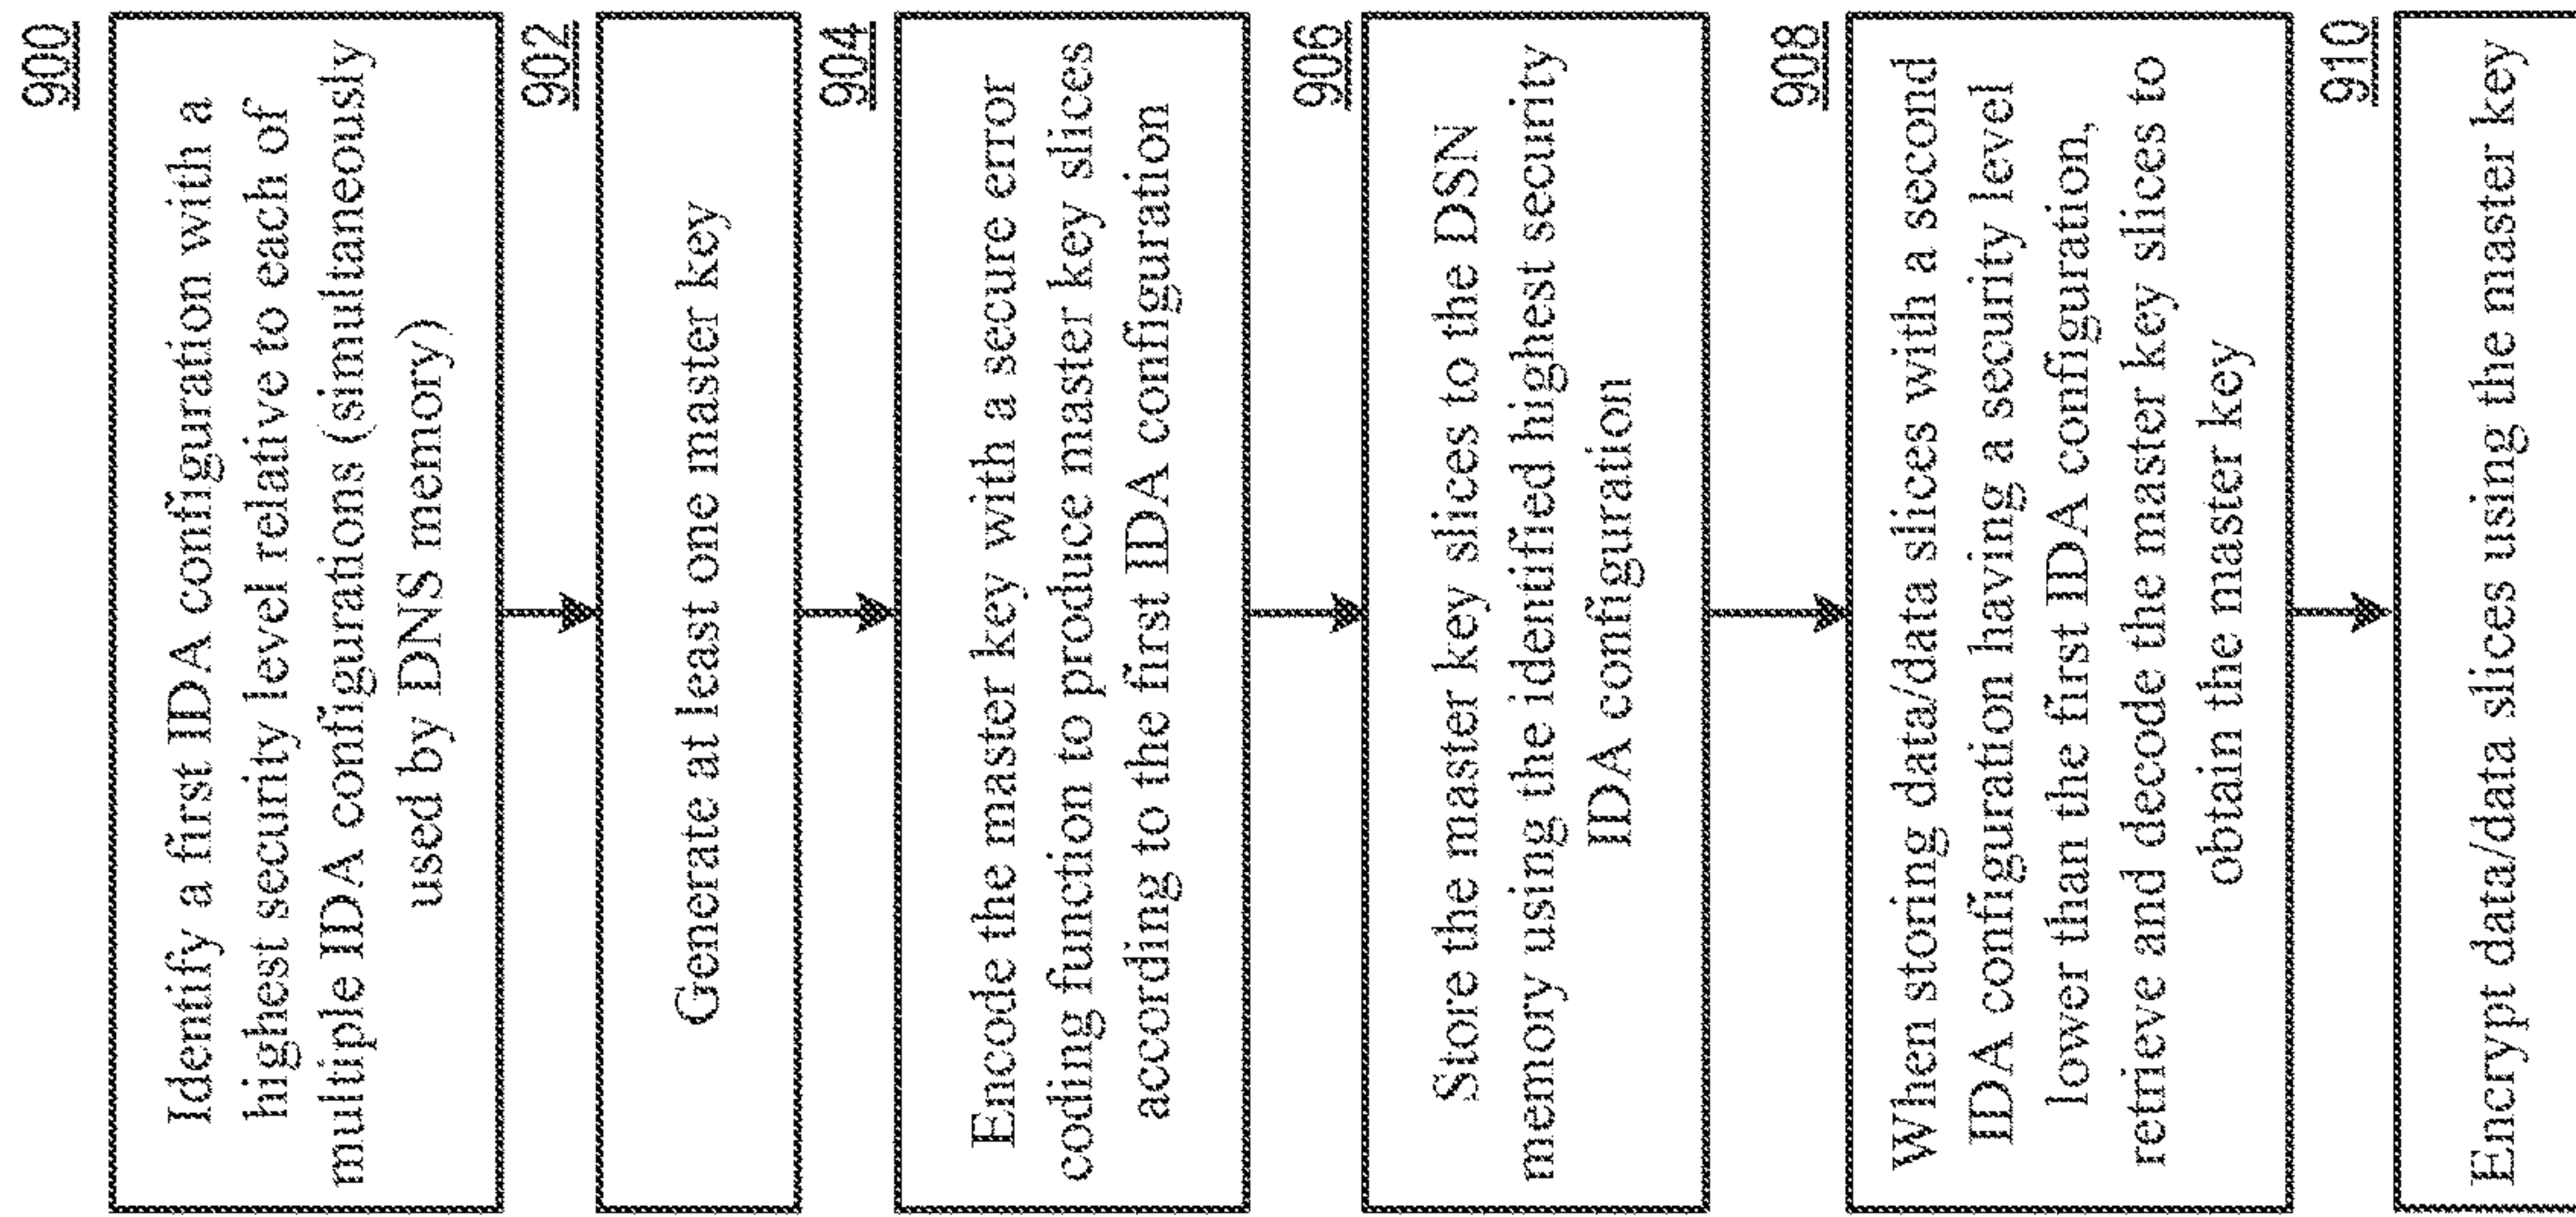 900
Identify a first IDA configuration with a
highest security level relative to each of
multiple IDA configurations (simultaneously
used by DNS memory)
902
Generate at least one master key
904
Encode the master key with a secure error
coding function to produce master key slices
according to the first IDA configuration
906
Store the master key slices to the DSN
memory using the identified highest security
IDA configuration
908
When storing data/data slices with a second
IDA configuration having a security level
lower than the first IDA configuration,
retrieve and decode the master key slices to
obtain the master key
910
Encrypt data/data slices using the master key